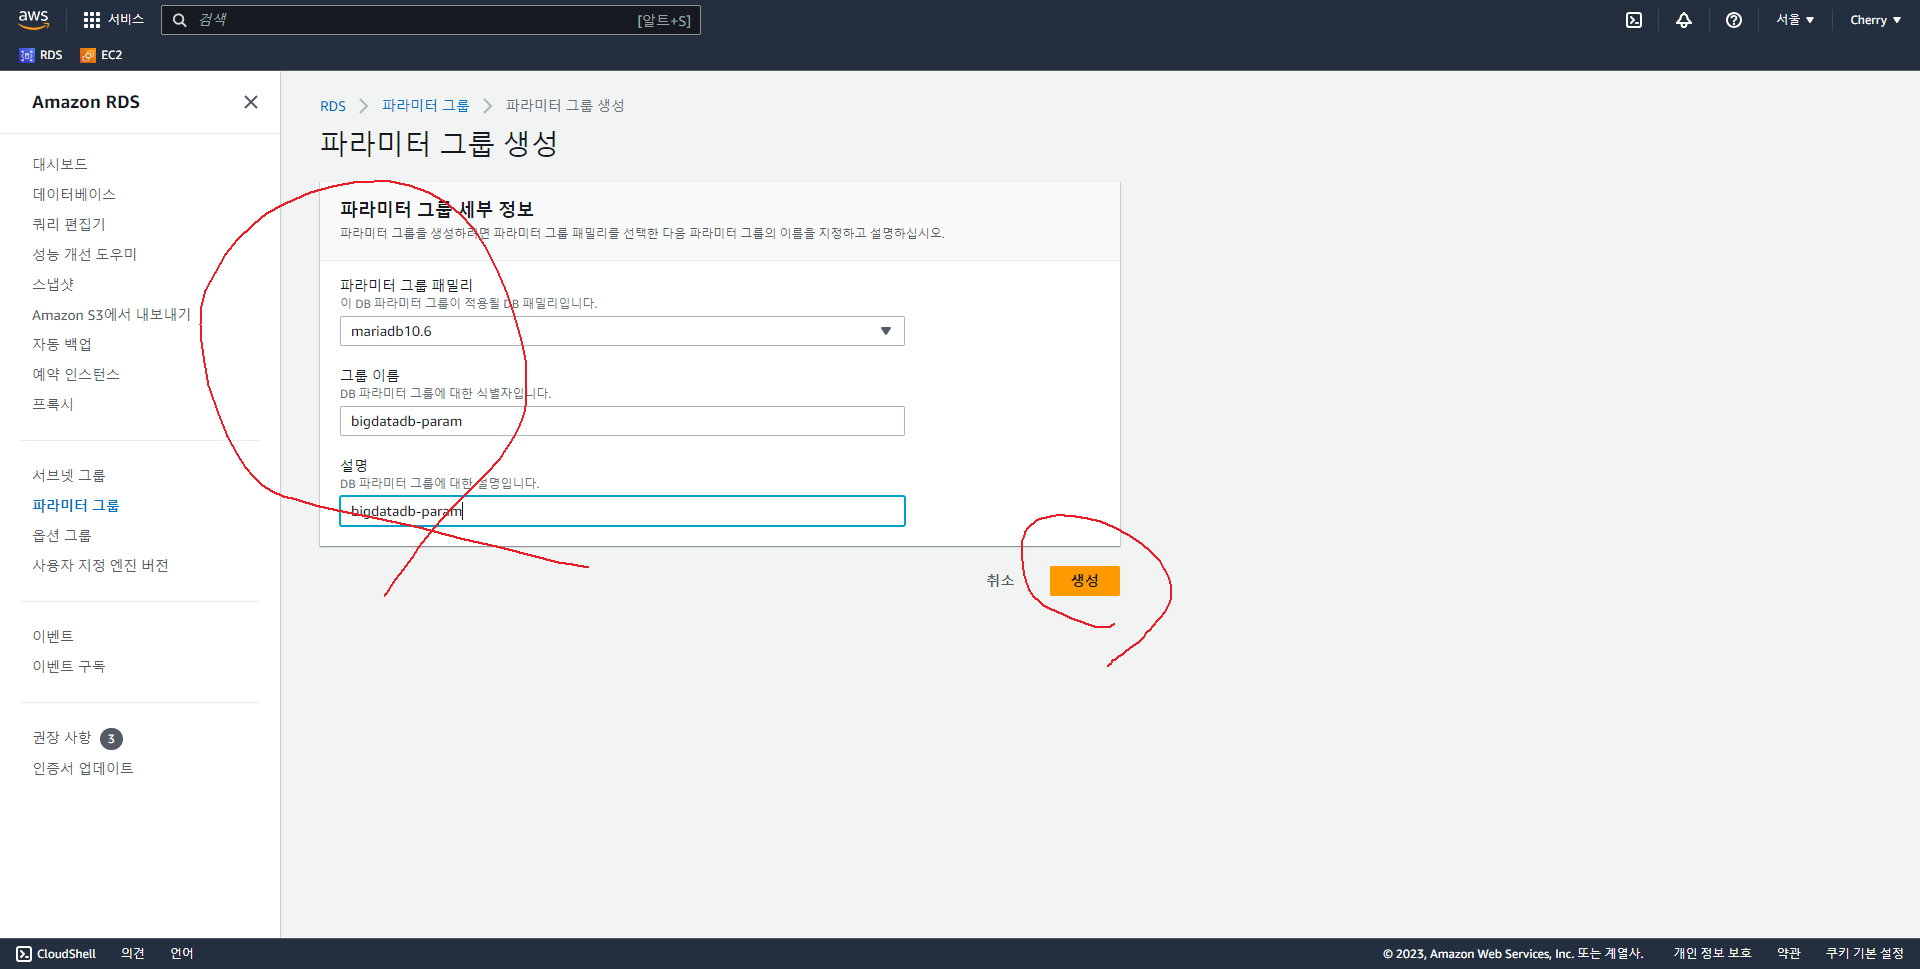 aws
서비스
검색
[알트+S]
서울
Cherry
RDS
EC2
Amazon RDS
대시보드
데이터베이스
쿼리 편집기
성능 개선 도우미
스냅샷
Amazon S3에서 내보내기
자동 백업
예약 인스턴스
프록시
서브넷 그룹
파라미터 그룹
옵션 그룹
사용자 지정 엔진 버전
이벤트
이벤트 구독
권장 사항 3
인증서 업데이트
RDS > 파라미터 그룹 > 파라미터 그룹 생성
파라미터 그룹 생성
파라미터 그룹 세부 정보
파라미터 그룹을 생성하려면 파라미터 그룹 패밀리를 선택한 다음 파라미터 그룹의 이름을 지정하고 설명하십시오.
파라미터 그룹 패밀리
이 DB 파라미터 그룹이 적용될 DB 패밀리입니다.
mariadb10.6
그룹 이름
DB 파라미터 그룹에 대한 식별자입니다.
bigdatadb-param
설명
DB 파라미터 그룹에 대한 설명입니다.
bigdatadb-param
취소
생성
CloudShell
의견
언어
© 2023, Amazon Web Services, Inc. 또는 계열사.
개인 정보 보호
약관
쿠키 기본 설정